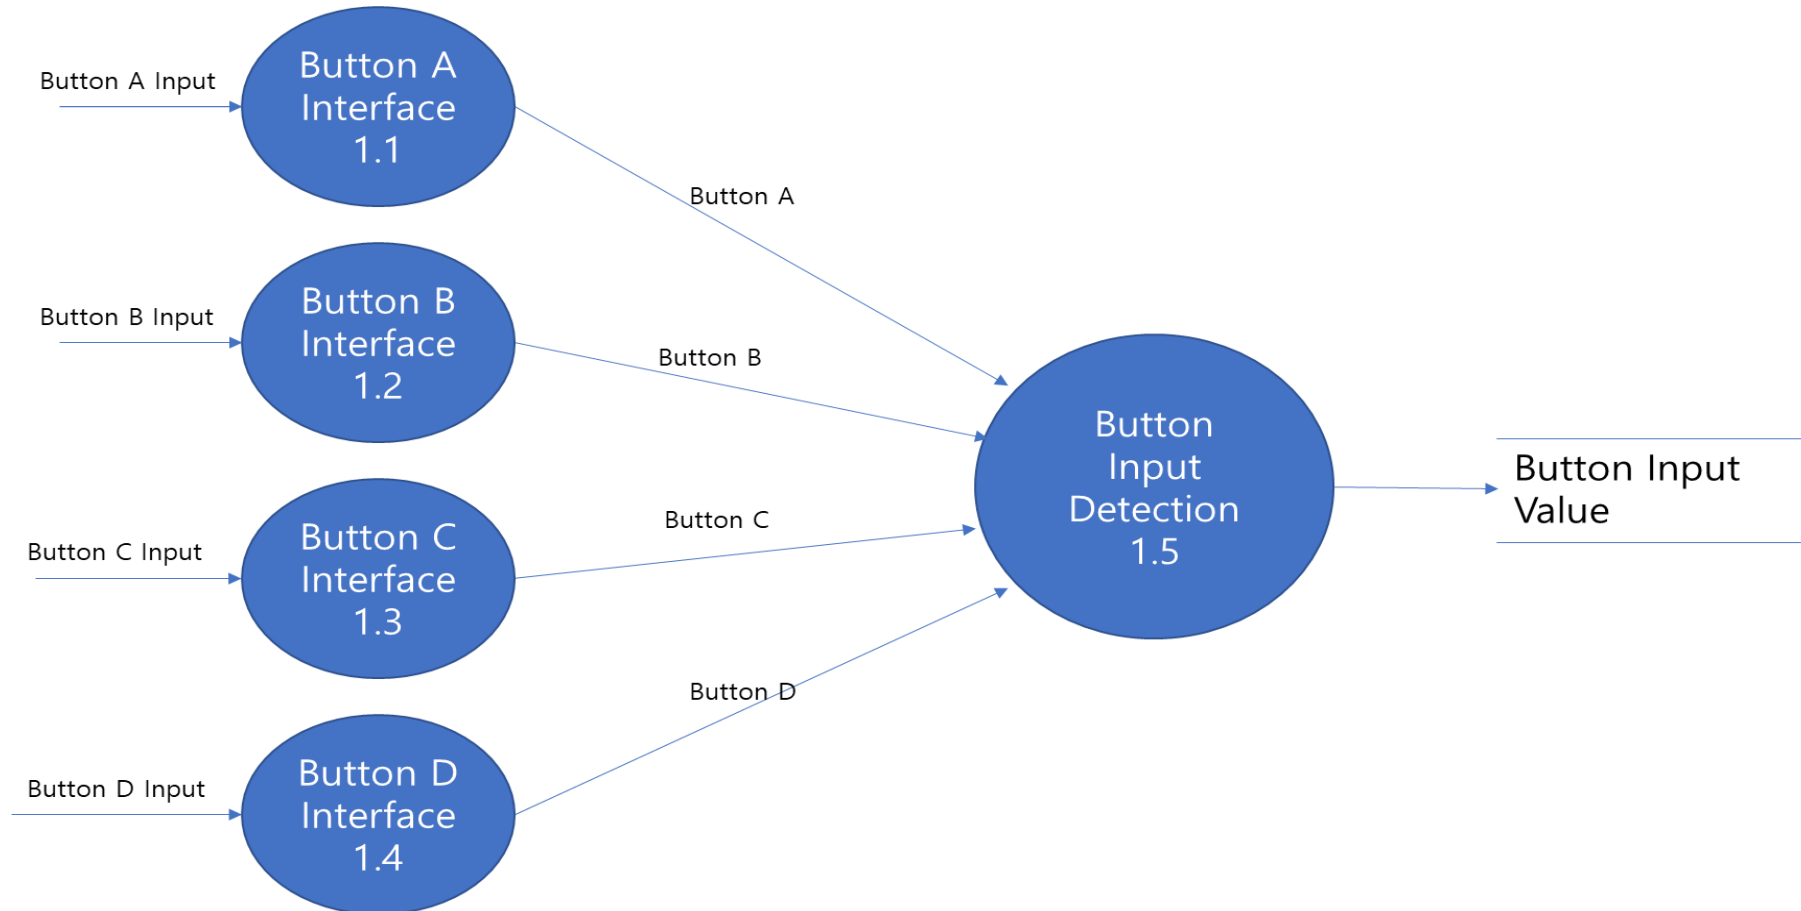 Button A Input
Button A
Interface
1.1
Button A
Button B Input
Button B
Interface
1.2
Button B
Button C Input
Button C
Interface
1.3
Button C
Button D Input
Button D
Interface
1.4
Button D
Button
Input
Detection
1.5
Button Input
Value